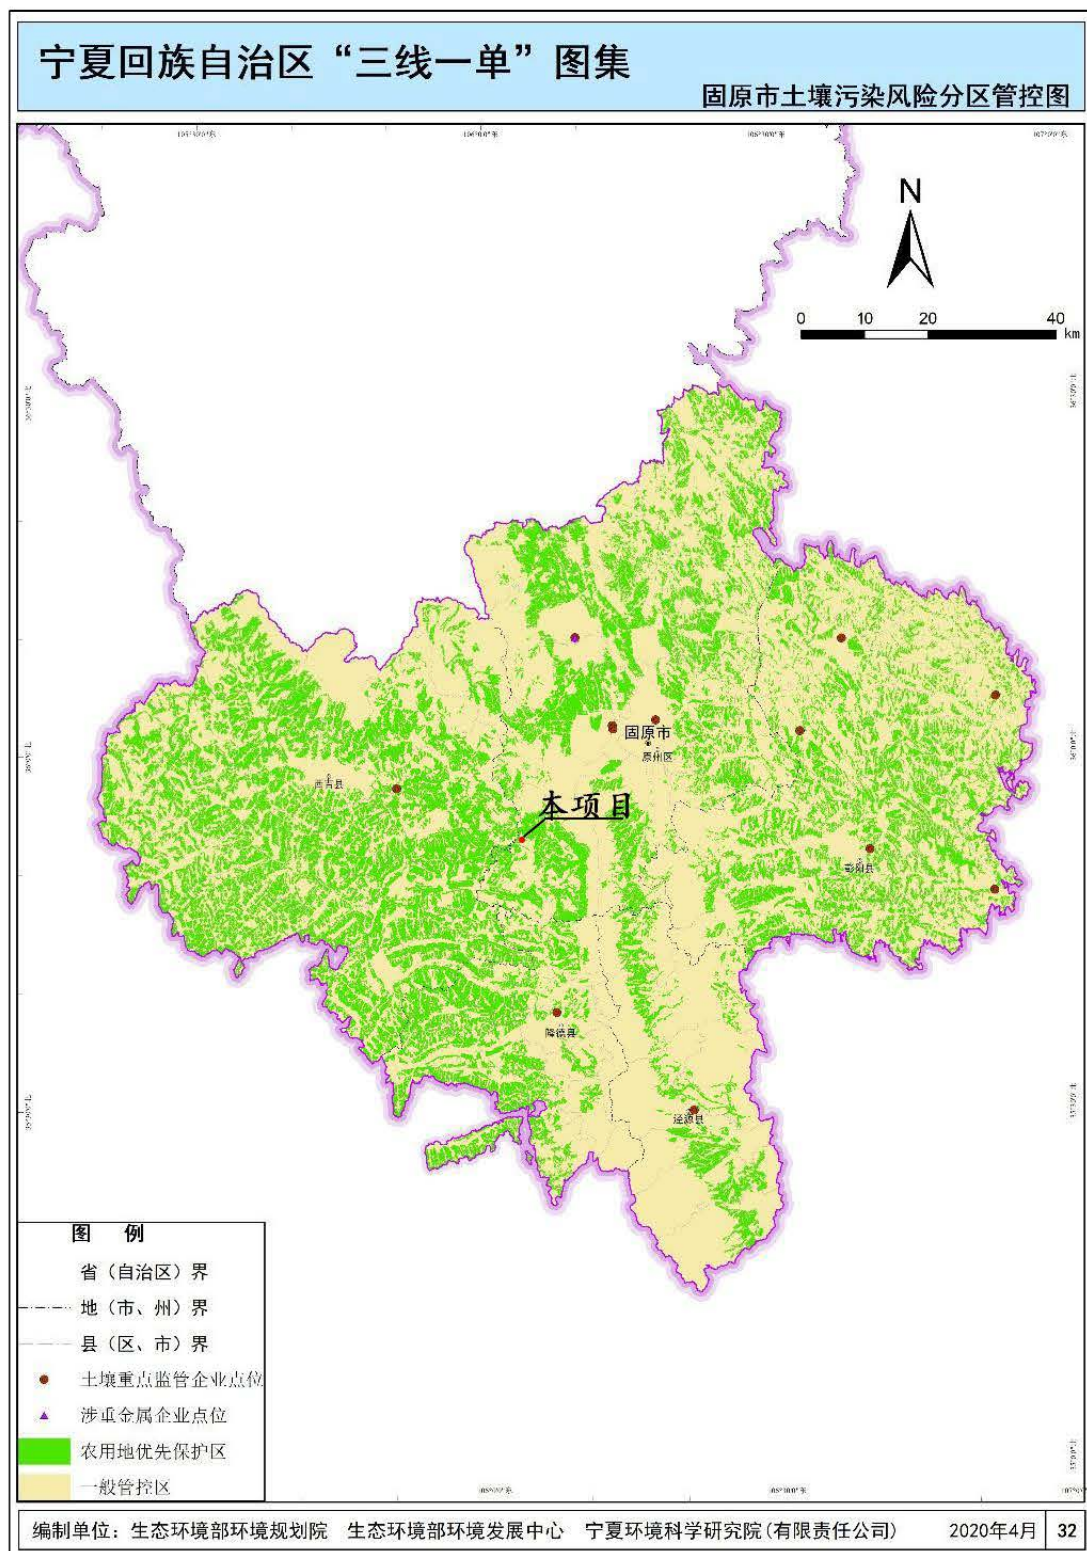 宁夏回族自治区“三线一单”图集
固原市土壤污染风险分区管控图
N
0 10 20 40
km
固原市
原州区
西吉县
本项目
彭阳县
隆德县
泾源县
图 例
省（自治区）界
地（市、州）界
县（区、市）界
土壤重点监管企业点位
涉重金属企业点位
农用地优先保护区
一般管控区
编制单位：生态环境部环境规划院 生态环境部环境发展中心 宁夏环境科学研究院(有限责任公司) 2020年4月 32